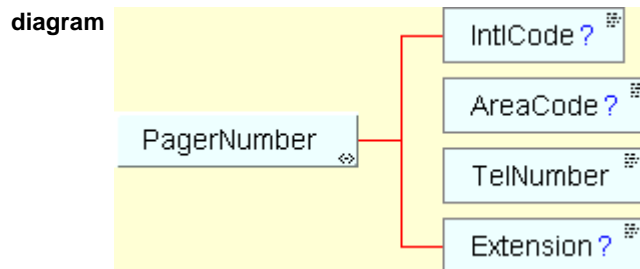 diagram
IntlCode?
AreaCode?
PagerNumber
TelNumber
Extension?